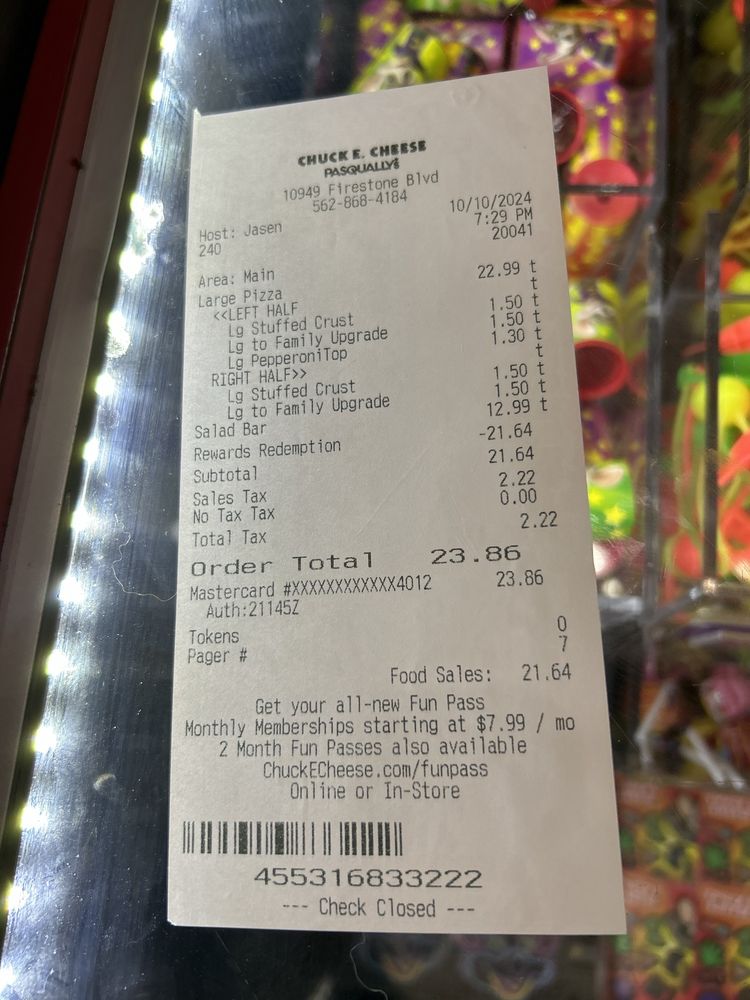 CHUCK E. CHEESE
PASQUALLY'S
10949 Firestone Blvd
562-868-4184
Host: Jasen 10/10/2024
240 7:29 PM
20041
Area: Main
Large Pizza 22.99 t
<<LEFT HALF t
Lg Stuffed Crust 1.50 t
Lg to Family Upgrade 1.50 t
Lg PepperoniTop 1.30 t
RIGHT HALF>> t
Lg Stuffed Crust 1.50 t
Lg to Family Upgrade 1.50 t
Salad Bar 12.99 t
Rewards Redemption -21.64
Subtotal 21.64
Sales Tax 2.22
No Tax Tax 0.00
Total Tax 2.22
Order Total 23.86
Mastercard #XXXXXXXXXXXX4012 23.86
Auth:21145Z
Tokens 0
Pager # 7
Food Sales: 21.64
Get your all-new Fun Pass
Monthly Memberships starting at $7.99 / mo
2 Month Fun Passes also available
ChuckECheese.com/funpass
Online or In-Store
455316833222
--- Check Closed ---